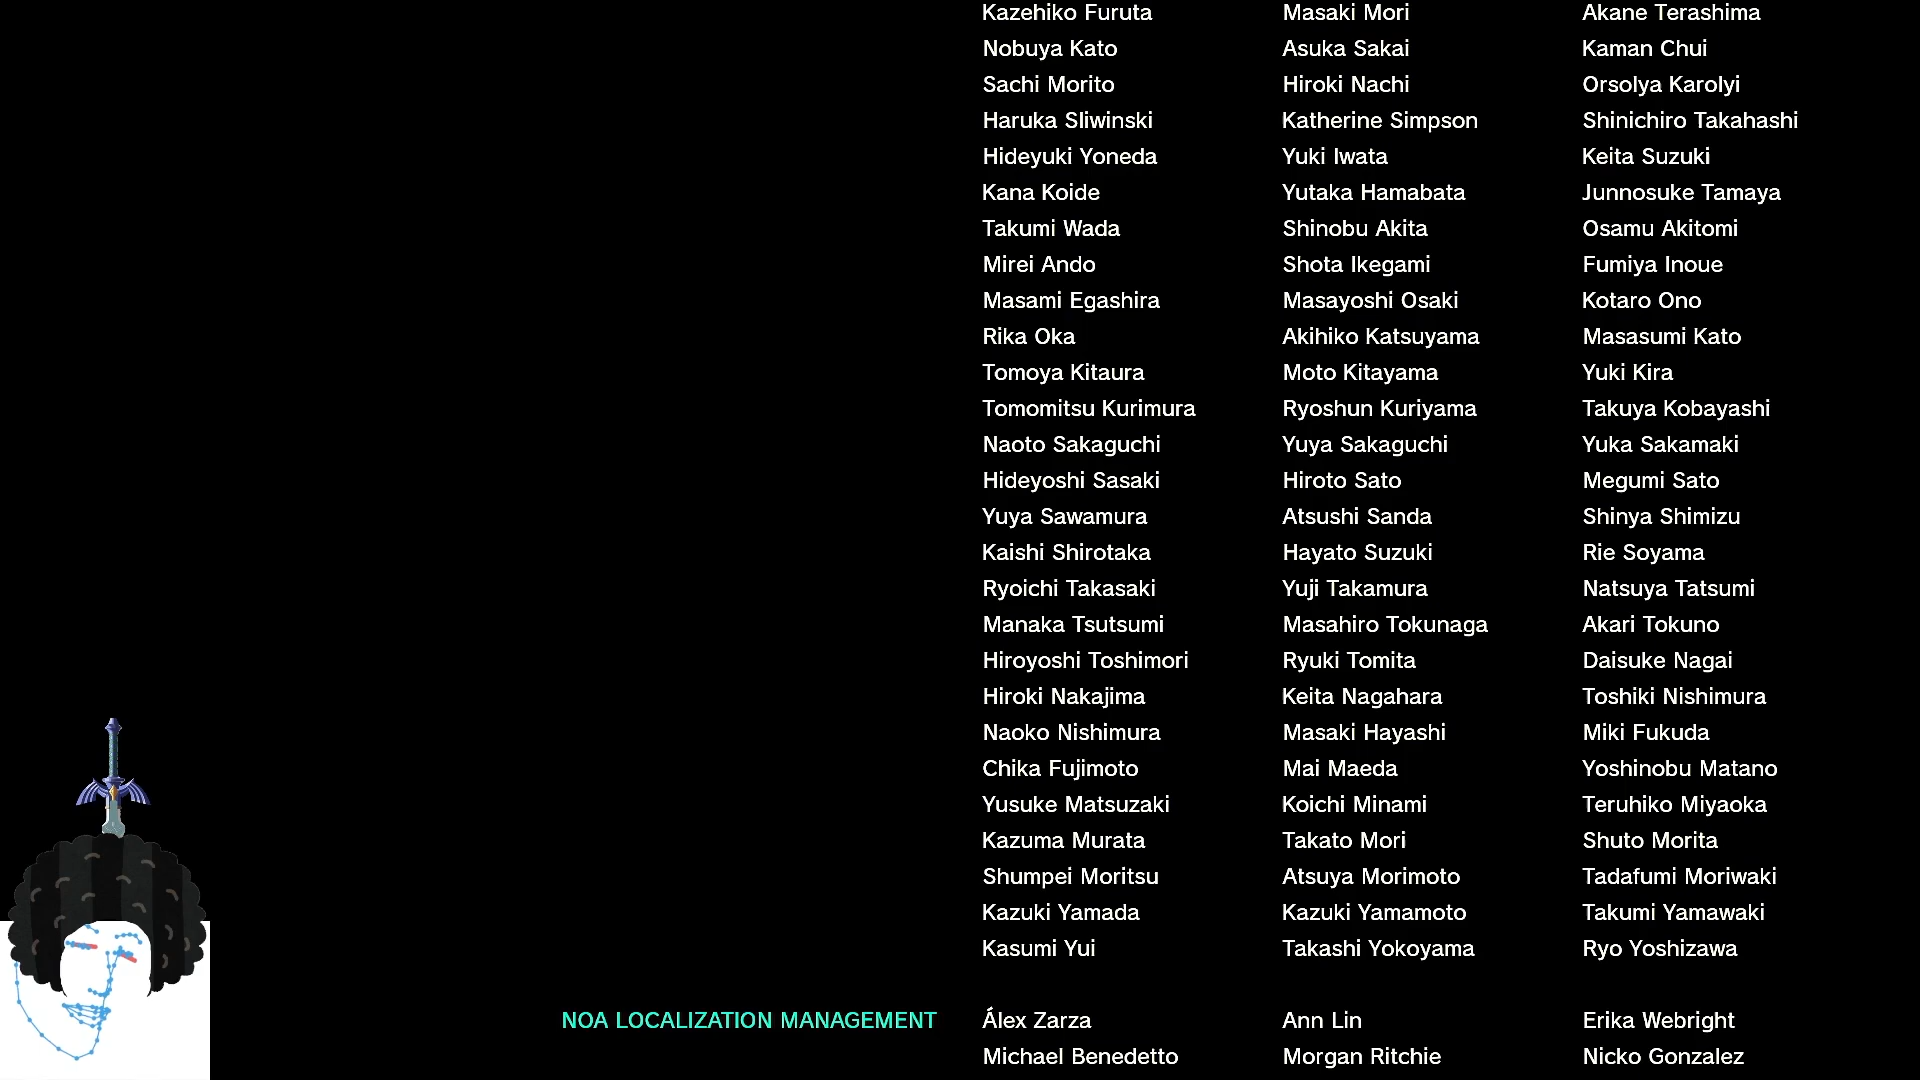 Kazehiko Furuta Masaki Mori Akane Terashima
Nobuya Kato Asuka Sakai Kaman Chui
Sachi Morito Hiroki Nachi Orsolya Karolyi
Haruka Sliwinski Katherine Simpson Shinichiro Takahashi
Hideyuki Yoneda Yuki Iwata Keita Suzuki
Kana Koide Yutaka Hamabata Junnosuke Tamaya
Takumi Wada Shinobu Akita Osamu Akitomi
Mirei Ando Shota Ikegami Fumiya Inoue
Masami Egashira Masayoshi Osaki Kotaro Ono
Rika Oka Akihiko Katsuyama Masasumi Kato
Tomoya Kitaura Moto Kitayama Yuki Kira
Tomomitsu Kurimura Ryoshun Kuriyama Takuya Kobayashi
Naoto Sakaguchi Yuya Sakaguchi Yuka Sakamaki
Hideyoshi Sasaki Hiroto Sato Megumi Sato
Yuya Sawamura Atsushi Sanda Shinya Shimizu
Kaishi Shirotaka Hayato Suzuki Rie Soyama
Ryoichi Takasaki Yuji Takamura Natsuya Tatsumi
Manaka Tsutsumi Masahiro Tokunaga Akari Tokuno
Hiroyoshi Toshimori Ryuki Tomita Daisuke Nagai
Hiroki Nakajima Keita Nagahara Toshiki Nishimura
Naoko Nishimura Masaki Hayashi Miki Fukuda
Chika Fujimoto Mai Maeda Yoshinobu Matano
Yusuke Matsuzaki Koichi Minami Teruhiko Miyaoka
Kazuma Murata Takato Mori Shuto Morita
Shumpei Moritsu Atsuya Morimoto Tadafumi Moriwaki
Kazuki Yamada Kazuki Yamamoto Takumi Yamawaki
Kasumi Yui Takashi Yokoyama Ryo Yoshizawa
NOA LOCALIZATION MANAGEMENT Álex Zarza Ann Lin Erika Webright
Michael Benedetto Morgan Ritchie Nicko Gonzalez